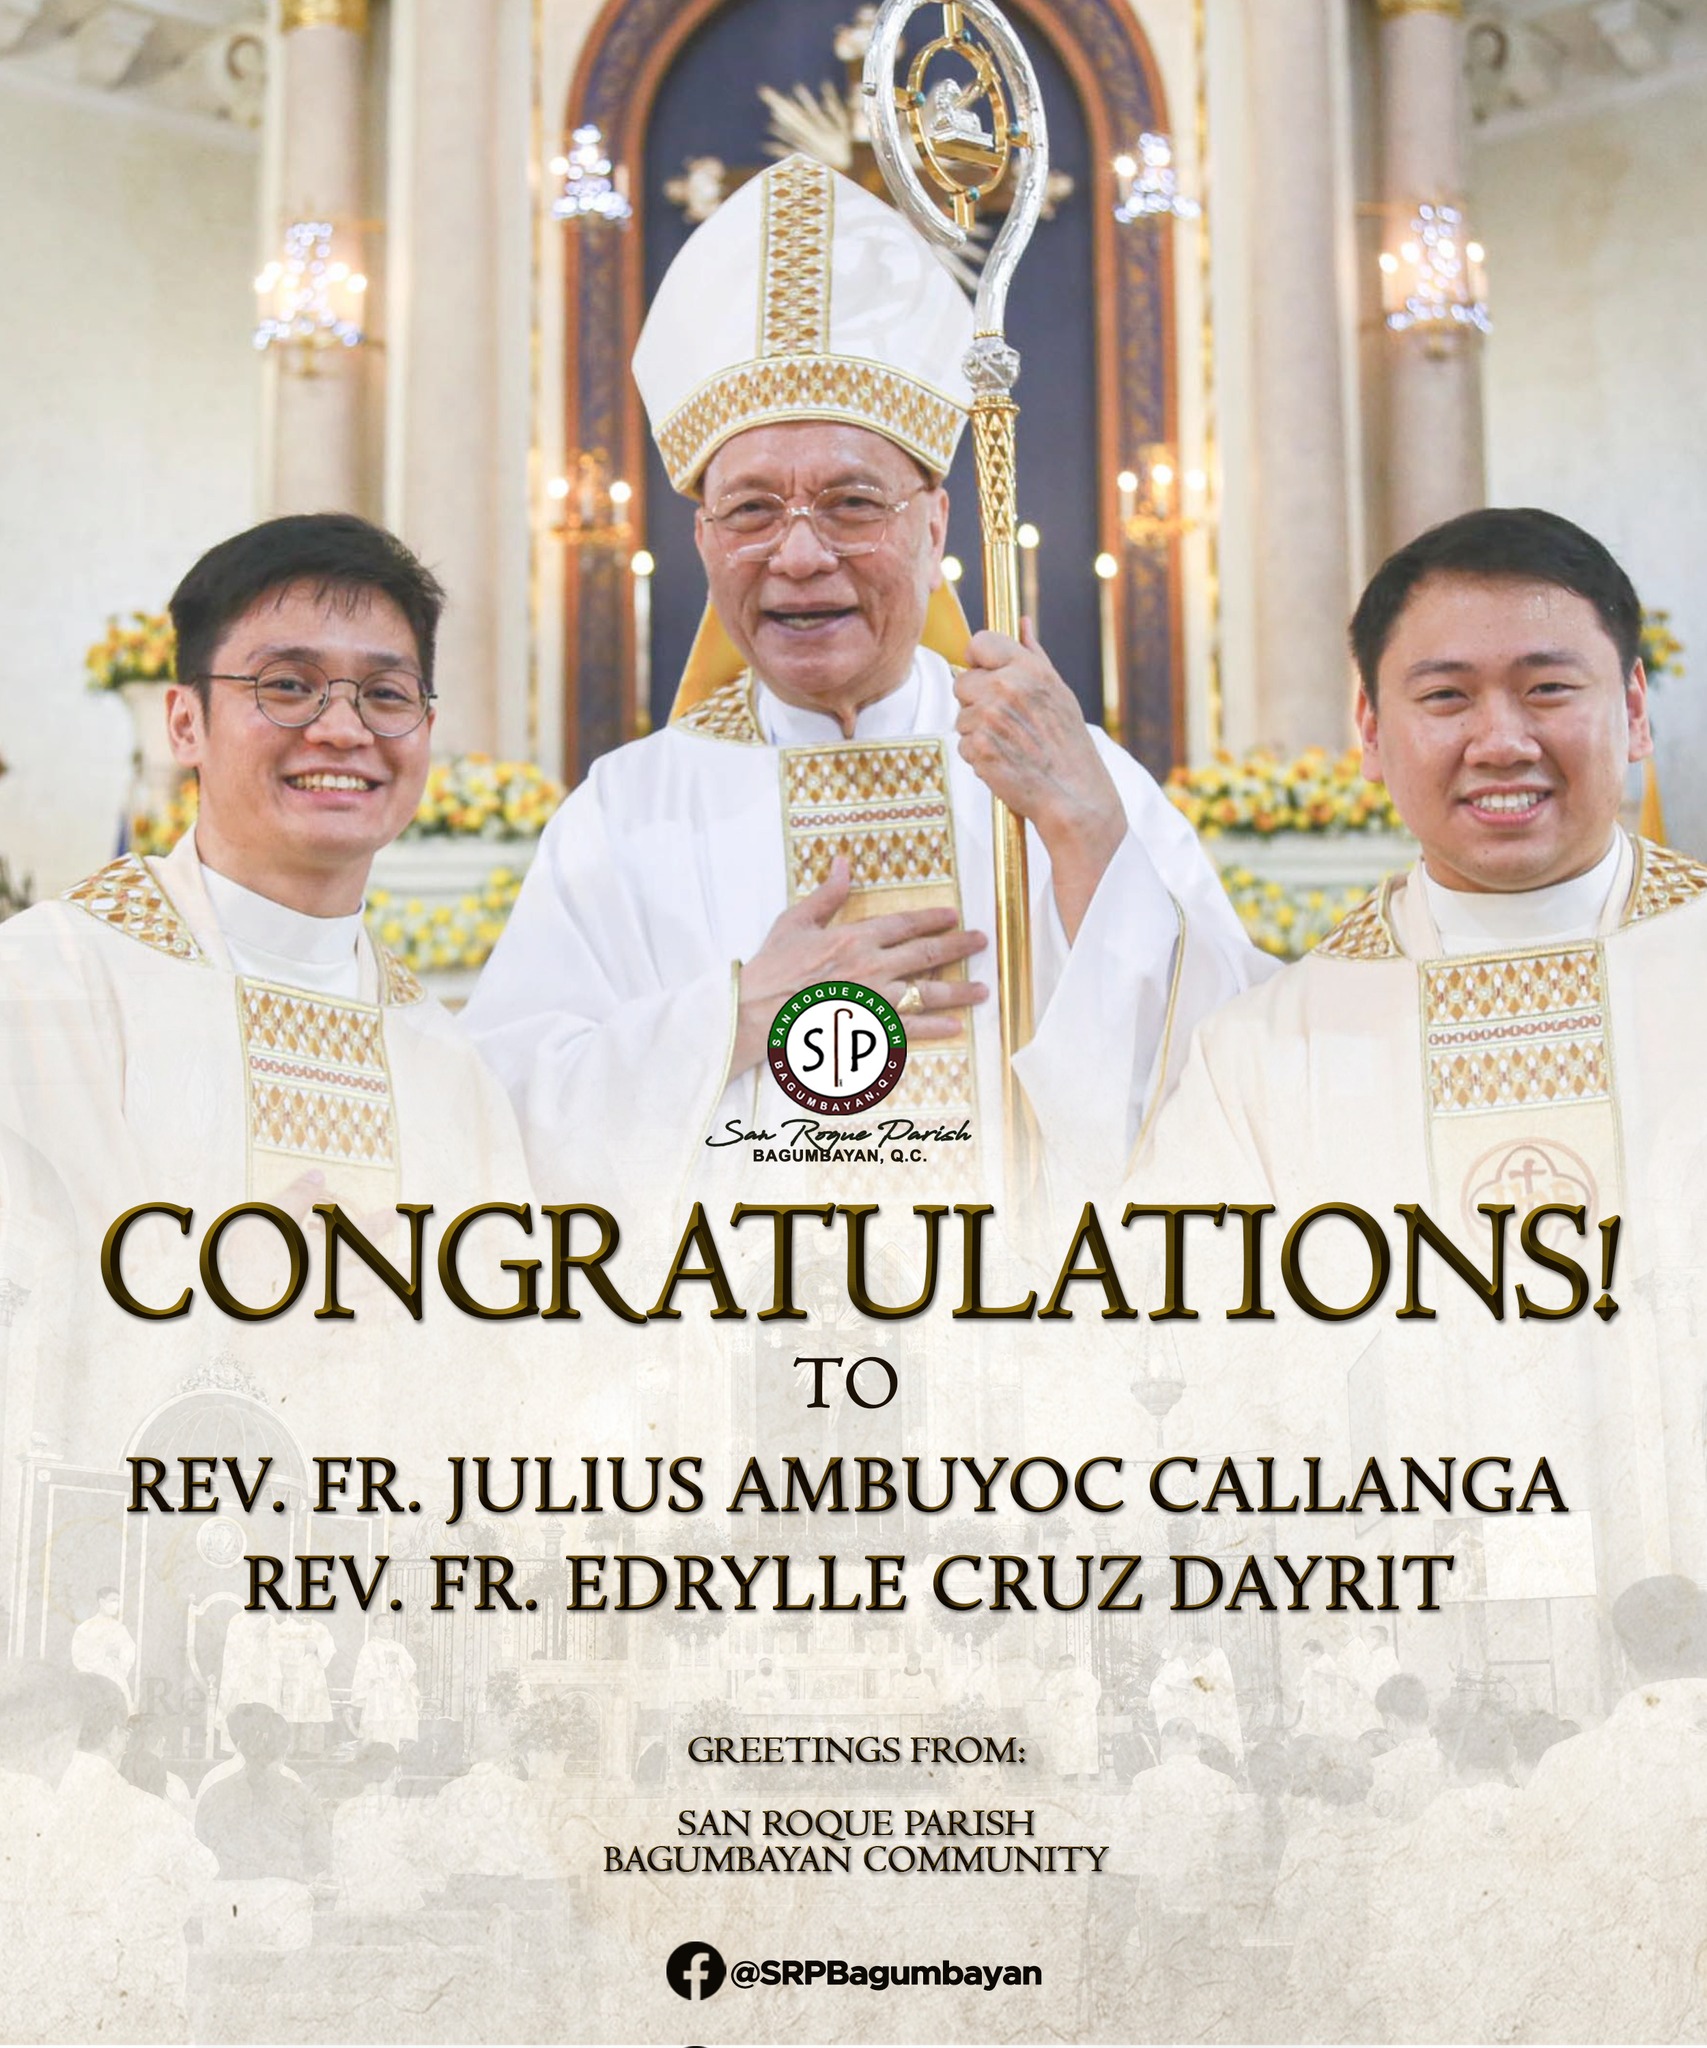 SAN ROQUE PARISH
BAGUMBAYAN, Q.C
SP
San Roque Parish
BAGUMBAYAN, Q.C.
CONGRATULATIONS!
TO
REV. FR. JULIUS AMBUYOC CALLANGA
REV. FR. EDRYLLE CRUZ DAYRIT
GREETINGS FROM:
SAN ROQUE PARISH
BAGUMBAYAN COMMUNITY
@SRPBagumbayan